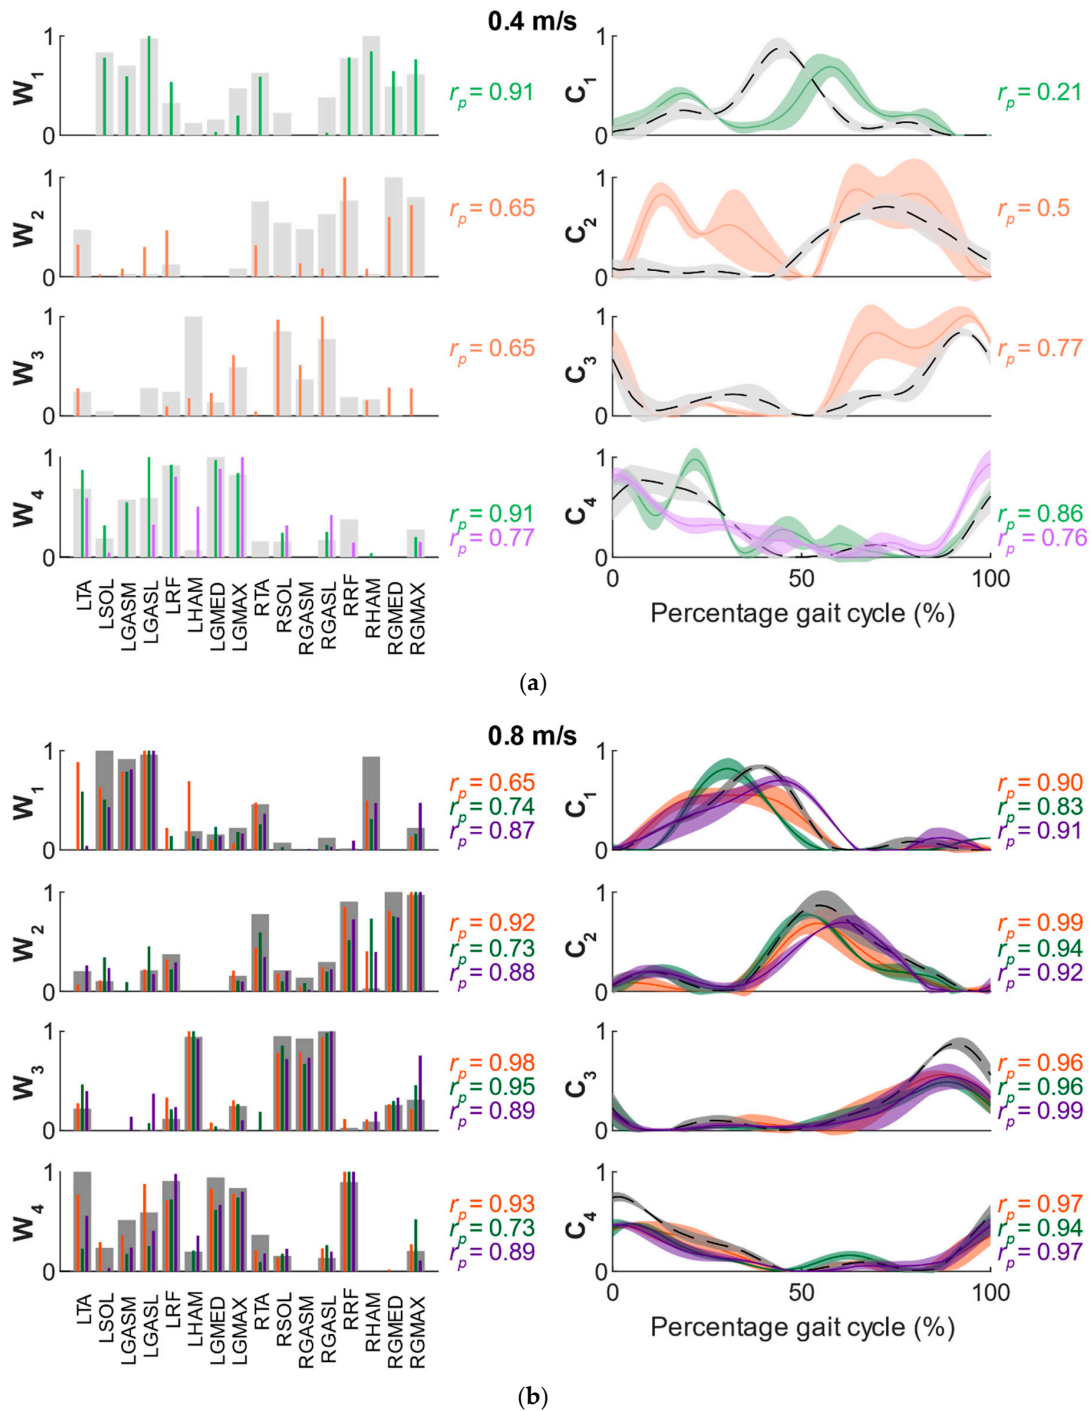 (a)
0.4 m/s
1
W1
0
rp = 0.91
1
C1
0
rp = 0.21
1
W2
0
rp = 0.65
1
C2
0
rp = 0.5
1
W3
0
rp = 0.65
1
C3
0
rp = 0.77
1
W4
0
rp = 0.91
rp = 0.77
1
C4
0
rp = 0.86
rp = 0.76
0 50 100
LTA LSOL LGASM LGASL LRF LHAM LGMED LGMAX RTA RSOL RGASM RGASL RRF RHAM RGMED RGMAX
Percentage gait cycle (%)
(a)
0.8 m/s
1
W1
0
rp = 0.65
rp = 0.74
rp = 0.87
1
C1
0
rp = 0.90
rp = 0.83
rp = 0.91
1
W2
0
rp = 0.92
rp = 0.73
rp = 0.88
1
C2
0
rp = 0.99
rp = 0.94
rp = 0.92
1
W3
0
rp = 0.98
rp = 0.95
rp = 0.89
1
C3
0
rp = 0.96
rp = 0.96
rp = 0.99
1
W4
0
rp = 0.93
rp = 0.73
rp = 0.89
1
C4
0
rp = 0.97
rp = 0.94
rp = 0.97
0 50 100
LTA LSOL LGASM LGASL LRF LHAM LGMED LGMAX RTA RSOL RGASM RGASL RRF RHAM RGMED RGMAX
Percentage gait cycle (%)
(b)